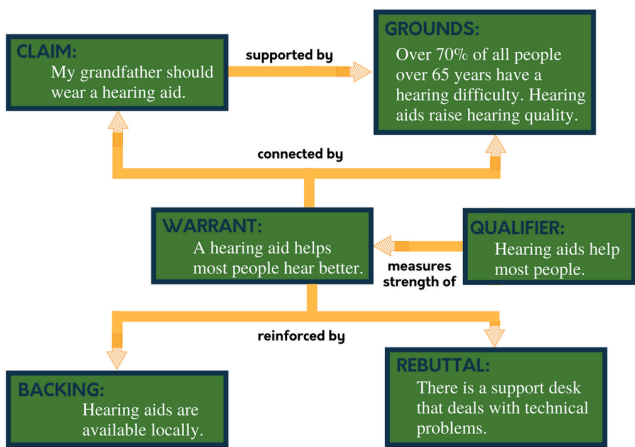 CLAIM:
My grandfather should
wear a hearing aid.
supported by
GROUNDS:
Over 70% of all people
over 65 years have a
hearing difficulty. Hearing
aids raise hearing quality.
connected by
WARRANT:
A hearing aid helps
most people hear better.
QUALIFIER:
Hearing aids help
most people.
measures
strength of
reinforced by
BACKING:
Hearing aids are
available locally.
REBUTTAL:
There is a support desk
that deals with technical
problems.